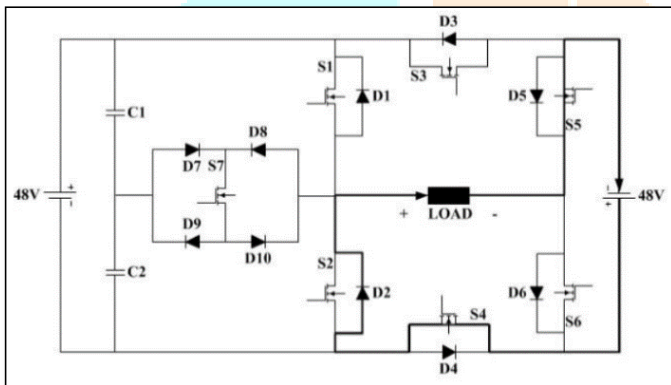 D3
S1
S3
D1
D5
S5
C1
D7
S7
D8
48V
+
-
-
+
48V
+
LOAD
-
D9
D10
C2
S2
D2
S4
D6
S6
D4